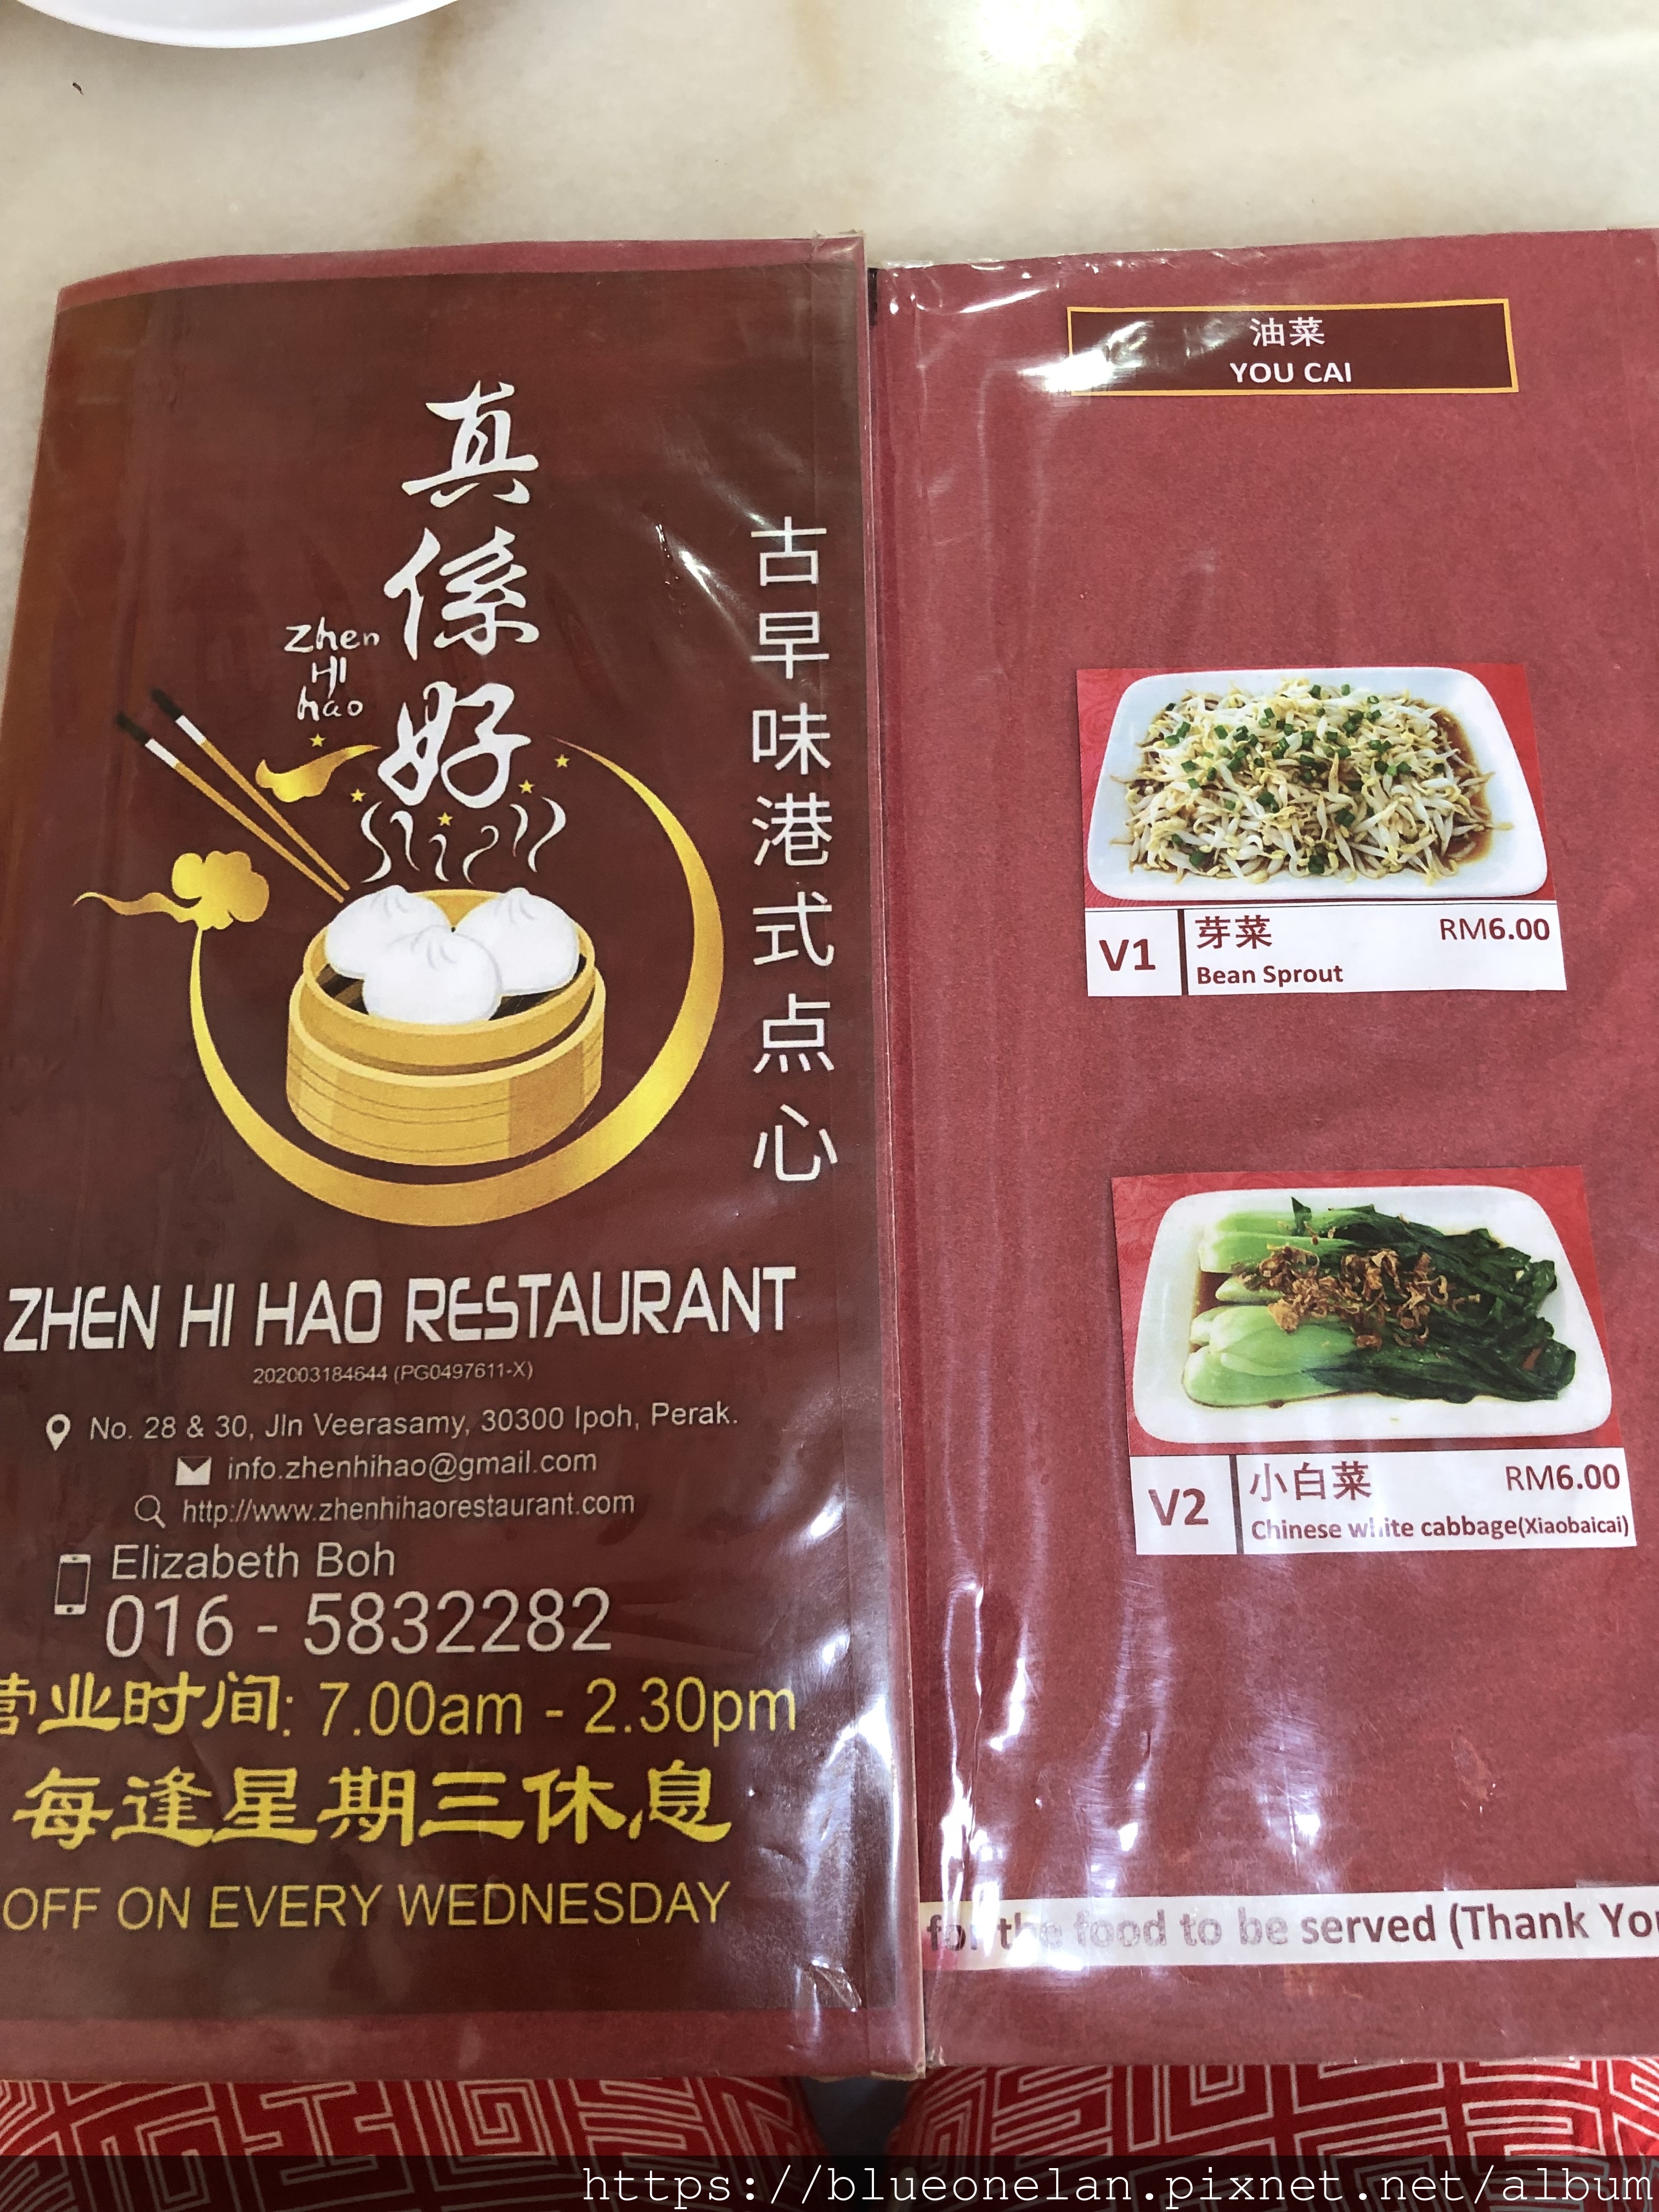 真係好
Zhen
HI
hao
古早味港式点心
ZHEN HI HAO RESTAURANT
202003184644 (PG0497611-X)
No. 28 & 30, Jln Veerasamy, 30300 Ipoh, Perak.
info.zhenhihao@gmail.com
http://www.zhenhihaorestaurant.com
Elizabeth Boh
016 - 5832282
营业时间: 7.00am - 2.30pm
每逢星期三休息
OFF ON EVERY WEDNESDAY
油菜
YOU CAI
V1 芽菜 RM6.00
Bean Sprout
V2 小白菜 RM6.00
Chinese white cabbage(Xiaobaicai)
for the food to be served (Thank You
https://blueonelan.pixnet.net/album